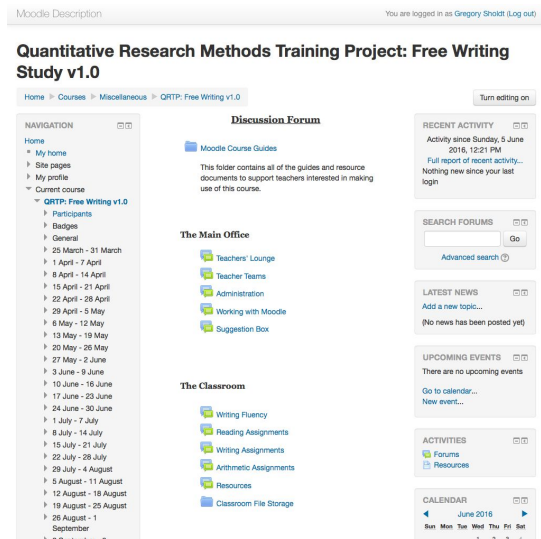 Moodle Description
You are logged in as Gregory Sholdt (Log out)
Quantitative Research Methods Training Project: Free Writing
Study v1.0
Home ▶ Courses ▶ Miscellaneous ▶ QRTP: Free Writing v1.0
Turn editing on
NAVIGATION
Home
My home
Site pages
My profile
Current course
QRTP: Free Writing v1.0
Participants
Badges
General
25 March - 31 March
1 April - 7 April
8 April - 14 April
15 April - 21 April
22 April - 28 April
29 April - 5 May
6 May - 12 May
13 May - 19 May
20 May - 26 May
27 May - 2 June
3 June - 9 June
10 June - 16 June
17 June - 23 June
24 June - 30 June
1 July - 7 July
8 July - 14 July
15 July - 21 July
22 July - 28 July
29 July - 4 August
5 August - 11 August
12 August - 18 August
19 August - 25 August
26 August - 1
September
Discussion Forum
Moodle Course Guides
This folder contains all of the guides and resource
documents to support teachers interested in making
use of this course.
The Main Office
Teachers' Lounge
Teacher Teams
Administration
Working with Moodle
Suggestion Box
The Classroom
Writing Fluency
Reading Assignments
Writing Assignments
Arithmetic Assignments
Resources
Classroom File Storage
RECENT ACTIVITY
Activity since Sunday, 5 June
2016, 12:21 PM
Full report of recent activity...
Nothing new since your last
login
SEARCH FORUMS
Go
Advanced search
LATEST NEWS
Add a new topic...
(No news has been posted yet)
UPCOMING EVENTS
There are no upcoming events
Go to calendar...
New event...
ACTIVITIES
Forums
Resources
CALENDAR
June 2016
Sun Mon Tue Wed Thu Fri Sat